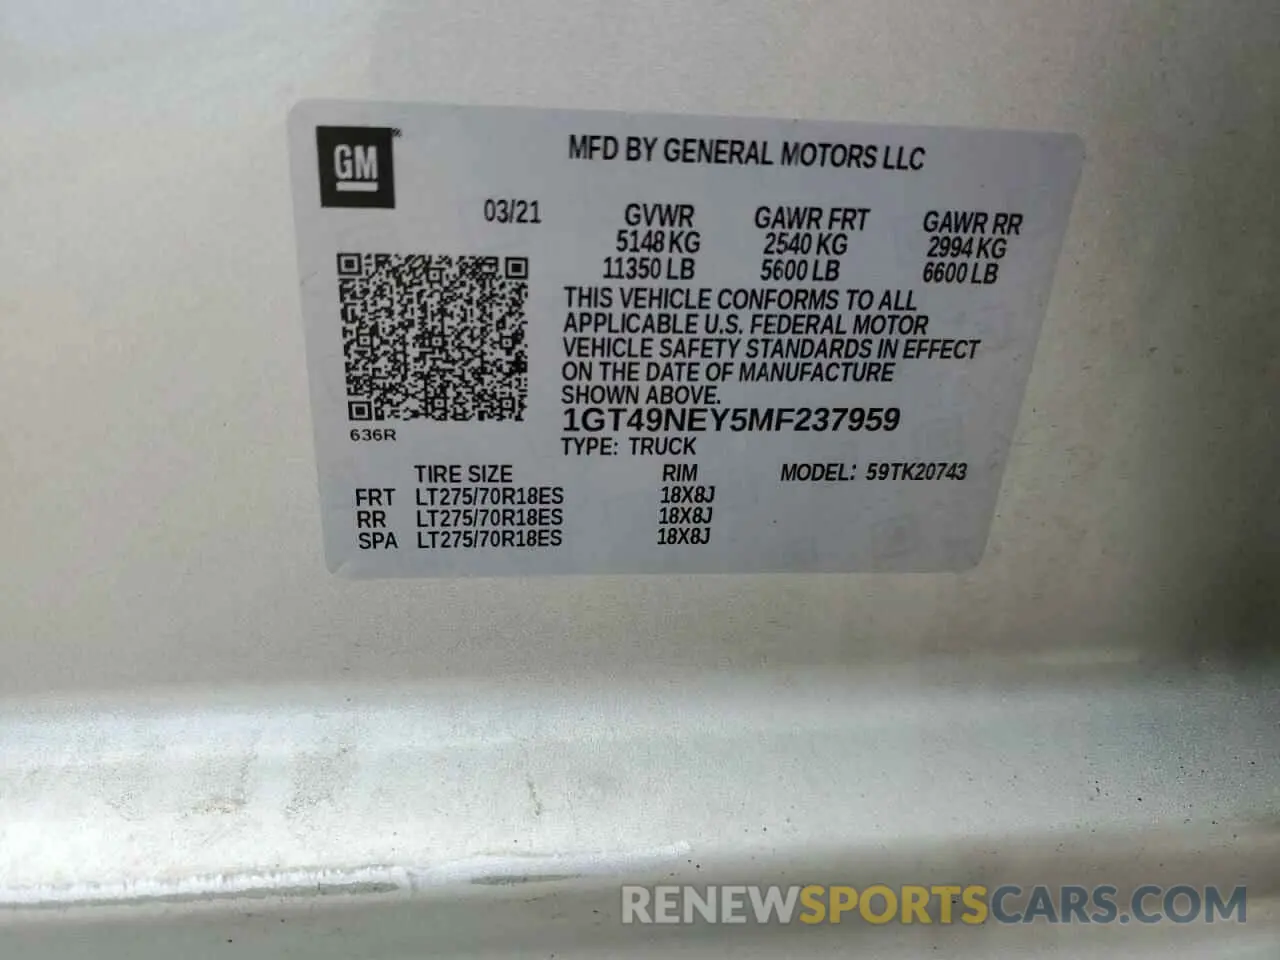 GM
MFD BY GENERAL MOTORS LLC
03/21
GVWR GAWR FRT GAWR RR
5148 KG 2540 KG 2994 KG
11350 LB 5600 LB 6600 LB
THIS VEHICLE CONFORMS TO ALL
APPLICABLE U.S. FEDERAL MOTOR
VEHICLE SAFETY STANDARDS IN EFFECT
ON THE DATE OF MANUFACTURE
SHOWN ABOVE.
1GT49NEY5MF237959
636R
TYPE: TRUCK
TIRE SIZE RIM MODEL: 59TK20743
FRT LT275/70R18ES 18X8J
RR LT275/70R18ES 18X8J
SPA LT275/70R18ES 18X8J
RENEWSPORTSCARS.COM